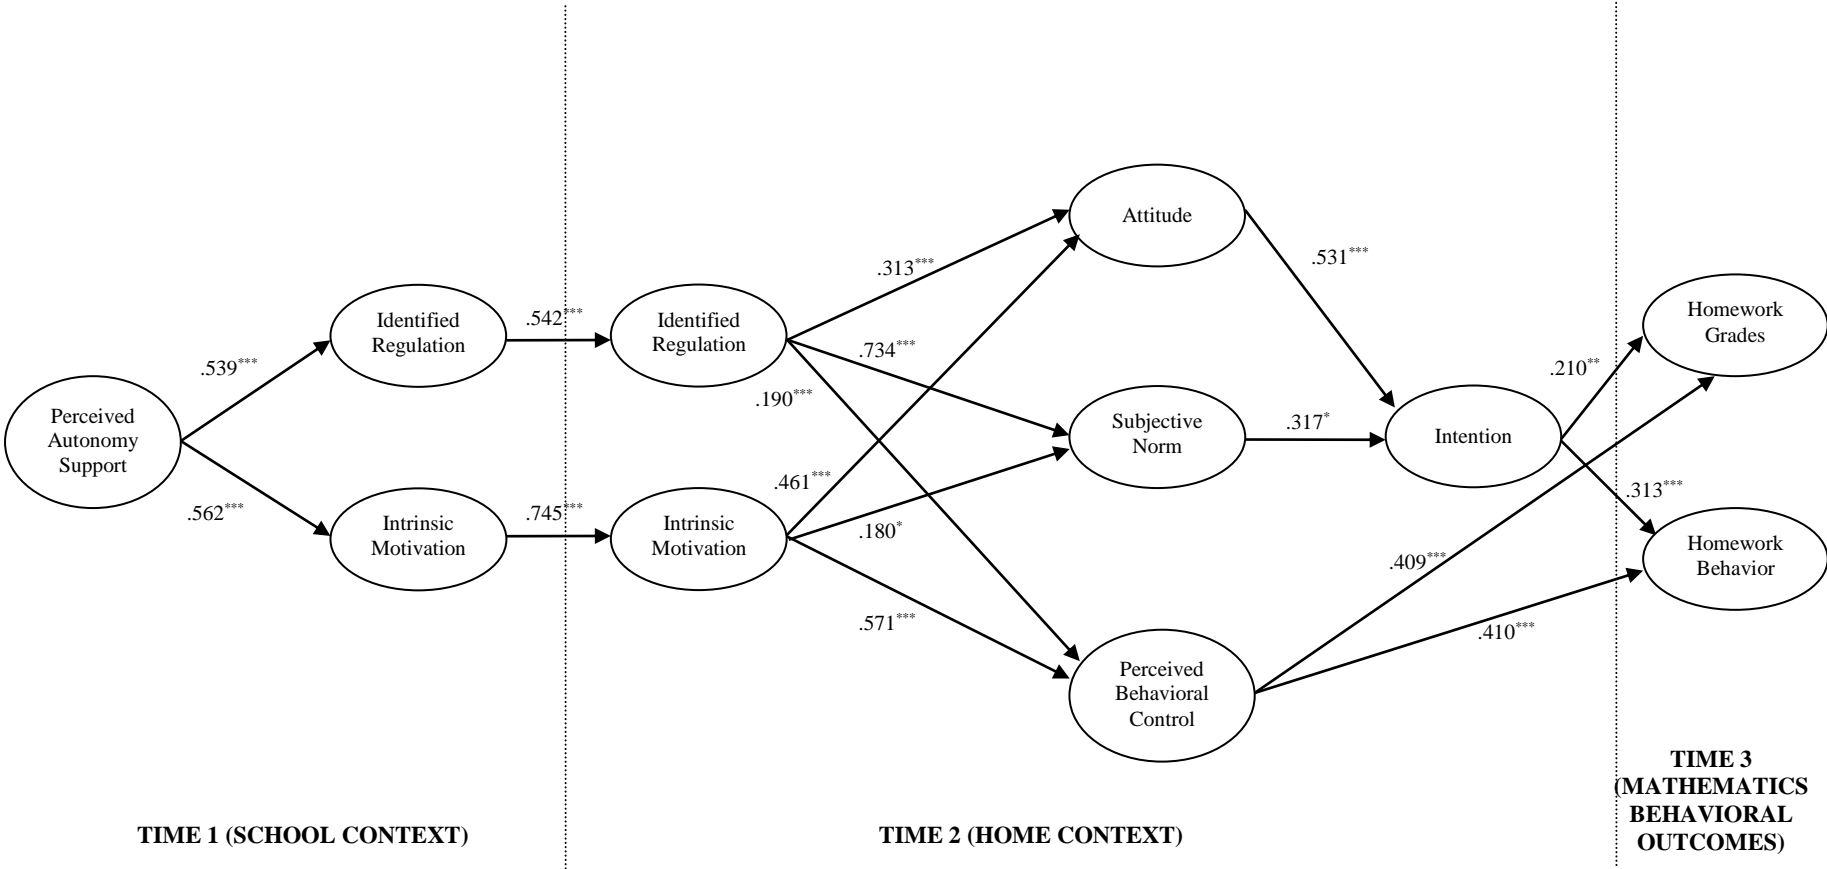 Perceived
Autonomy
Support
.539***
.562***
Identified
Regulation
Intrinsic
Motivation
.542***
.745***
Identified
Regulation
Intrinsic
Motivation
.313***
.734***
.190***
.461***
.180*
.571***
Attitude
Subjective
Norm
Perceived
Behavioral
Control
.531***
.317*
Intention
.210**
.313***
.409***
.410***
Homework
Grades
Homework
Behavior
TIME 1 (SCHOOL CONTEXT)
TIME 2 (HOME CONTEXT)
TIME 3
(MATHEMATICS
BEHAVIORAL
OUTCOMES)